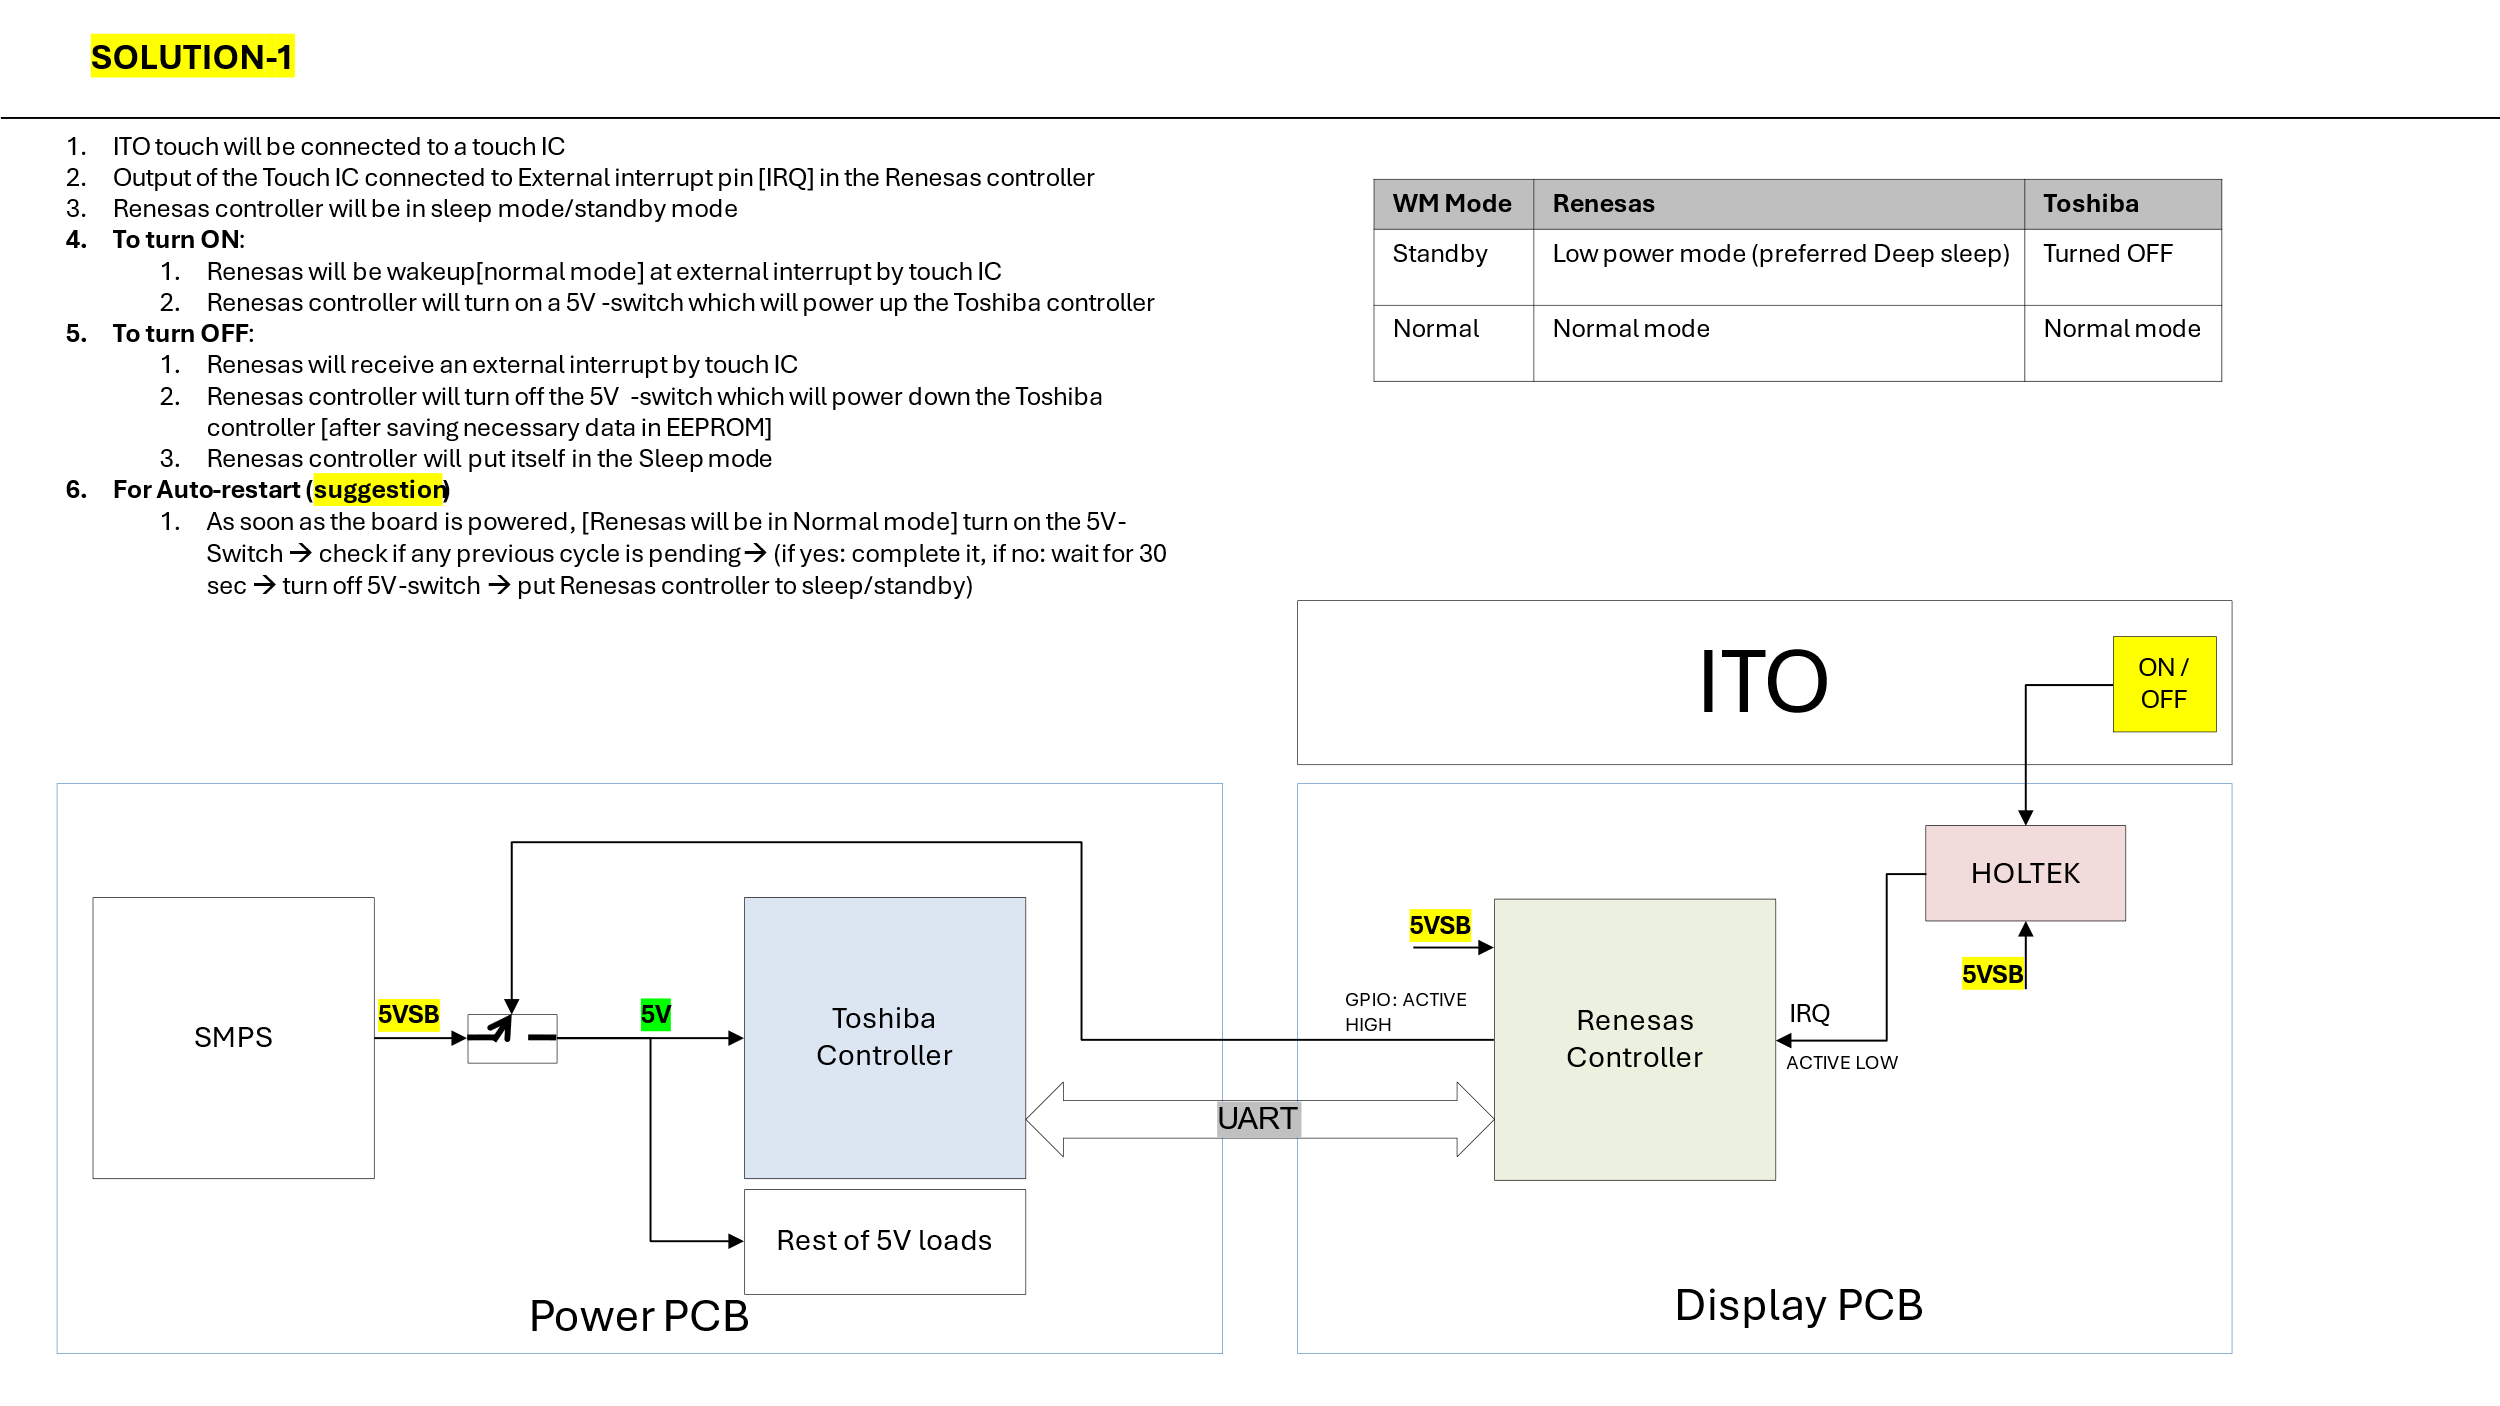 SOLUTION-1
1. ITO touch will be connected to a touch IC
2. Output of the Touch IC connected to External interrupt pin [IRQ] in the Renesas controller
3. Renesas controller will be in sleep mode/standby mode
4. To turn ON:
1. Renesas will be wakeup[normal mode] at external interrupt by touch IC
2. Renesas controller will turn on a 5V -switch which will power up the Toshiba controller
5. To turn OFF:
1. Renesas will receive an external interrupt by touch IC
2. Renesas controller will turn off the 5V -switch which will power down the Toshiba
controller [after saving necessary data in EEPROM]
3. Renesas controller will put itself in the Sleep mode
6. For Auto-restart (suggestion)
1. As soon as the board is powered, [Renesas will be in Normal mode] turn on the 5V-
Switch → check if any previous cycle is pending → (if yes: complete it, if no: wait for 30
sec → turn off 5V-switch → put Renesas controller to sleep/standby)
WM Mode Renesas Toshiba
Standby Low power mode (preferred Deep sleep) Turned OFF
Normal Normal mode Normal mode
ITO
ON /
OFF
HOLTEK
5VSB
5VSB
IRQ
ACTIVE LOW
GPIO: ACTIVE
HIGH
Renesas
Controller
UART
Display PCB
SMPS
5VSB
5V
Toshiba
Controller
Rest of 5V loads
Power PCB